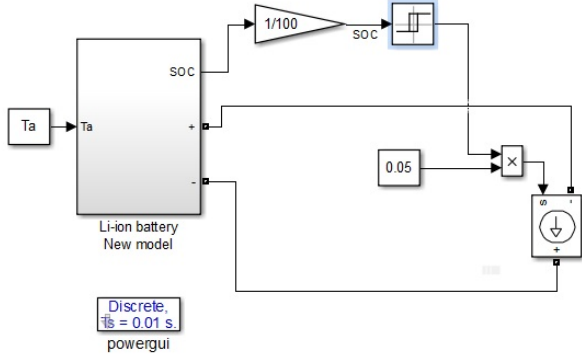 1/100
SOC
SOC
Ta
Ta
+
-
Li-ion battery
New model
0.05
×
s
-
+
Discrete,
Ts = 0.01 s.
powergui